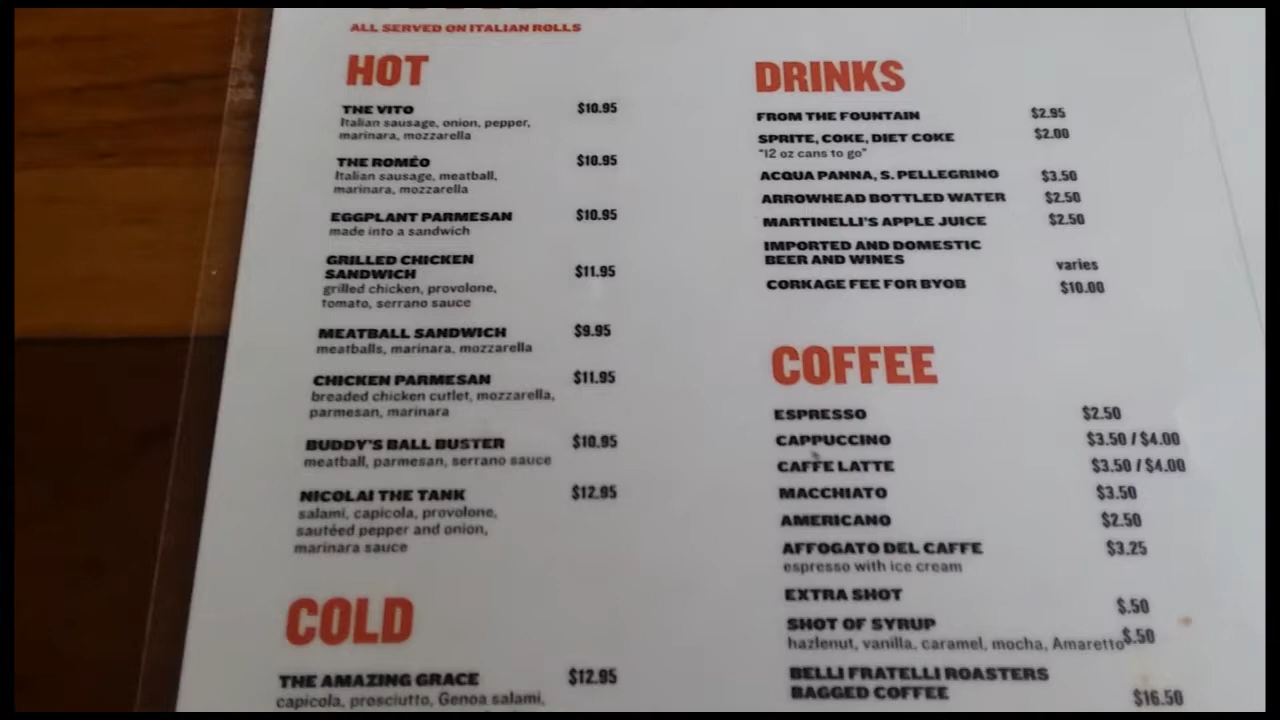 ALL SERVED ON ITALIAN ROLLS
HOT
THE VITO $10.95
Italian sausage, onion, pepper,
marinara, mozzarella
THE ROMÉO $10.95
Italian sausage, meatball,
marinara, mozzarella
EGGPLANT PARMESAN $10.95
made into a sandwich
GRILLED CHICKEN
SANDWICH $11.95
grilled chicken, provolone,
tomato, serrano sauce
MEATBALL SANDWICH $9.95
meatballs, marinara, mozzarella
CHICKEN PARMESAN $11.95
breaded chicken cutlet, mozzarella,
parmesan, marinara
BUDDY'S BALL BUSTER $10.95
meatball, parmesan, serrano sauce
NICOLAI THE TANK $12.95
salami, capicola, provolone,
sautéed pepper and onion,
marinara sauce
COLD
THE AMAZING GRACE $12.95
capicola, prosciutto, Genoa salami,
DRINKS
FROM THE FOUNTAIN $2.95
SPRITE, COKE, DIET COKE $2.00
"12 oz cans to go"
ACQUA PANNA, S. PELLEGRINO $3.50
ARROWHEAD BOTTLED WATER $2.50
MARTINELLI'S APPLE JUICE $2.50
IMPORTED AND DOMESTIC
BEER AND WINES varies
CORKAGE FEE FOR BYOB $10.00
COFFEE
ESPRESSO $2.50
CAPPUCCINO $3.50 / $4.00
CAFFE LATTE $3.50 / $4.00
MACCHIATO $3.50
AMERICANO $2.50
AFFOGATO DEL CAFFE $3.25
espresso with ice cream
EXTRA SHOT $.50
SHOT OF SYRUP $.50
hazlenut, vanilla, caramel, mocha, Amaretto
BELLI FRATELLI ROASTERS
BAGGED COFFEE $16.50